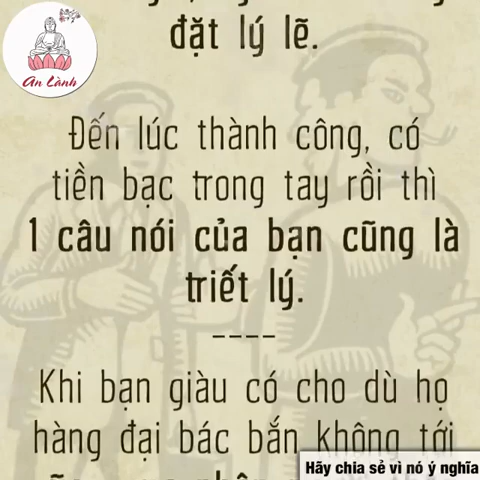 An Lành
đặt lý lẽ.
Đến lúc thành công, có
tiền bạc trong tay rồi thì
1 câu nói của bạn cũng là
triết lý.
----
Khi bạn giàu có cho dù họ
hàng đại bác bắn không tới
Hãy chia sẻ vì nó ý nghĩa